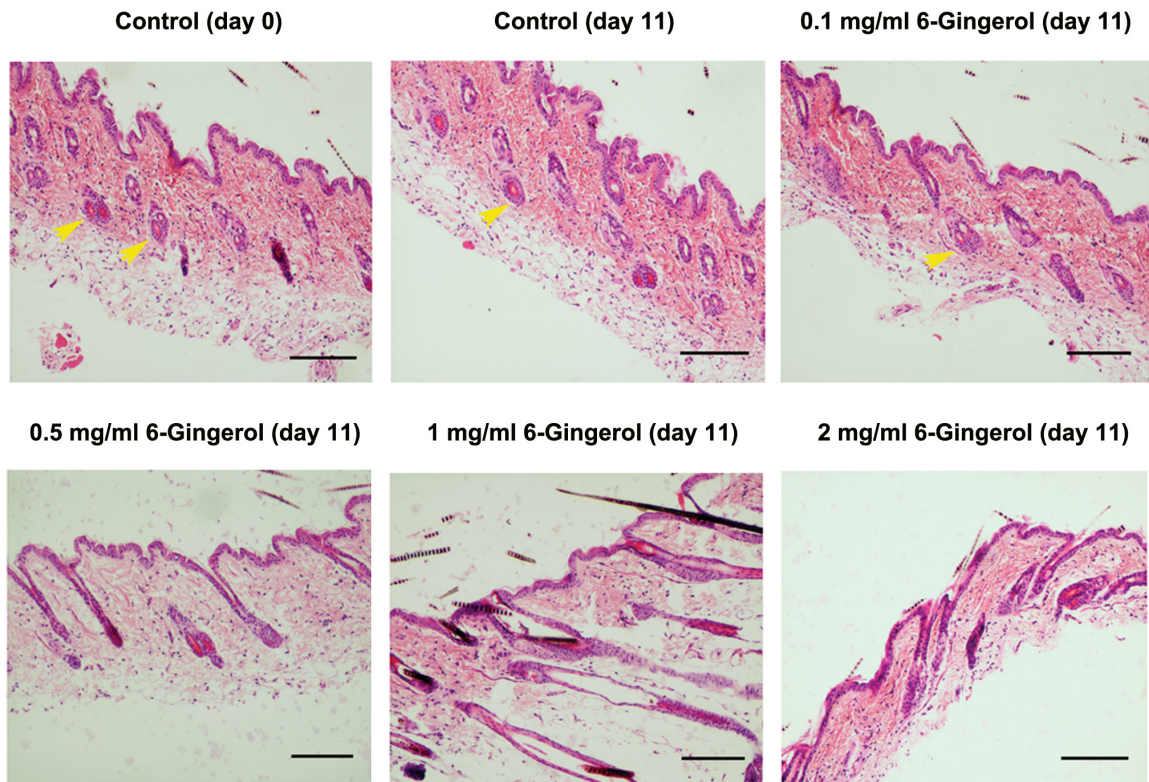 Control (day 0)
Control (day 11)
0.1 mg/ml 6-Gingerol (day 11)
0.5 mg/ml 6-Gingerol (day 11)
1 mg/ml 6-Gingerol (day 11)
2 mg/ml 6-Gingerol (day 11)